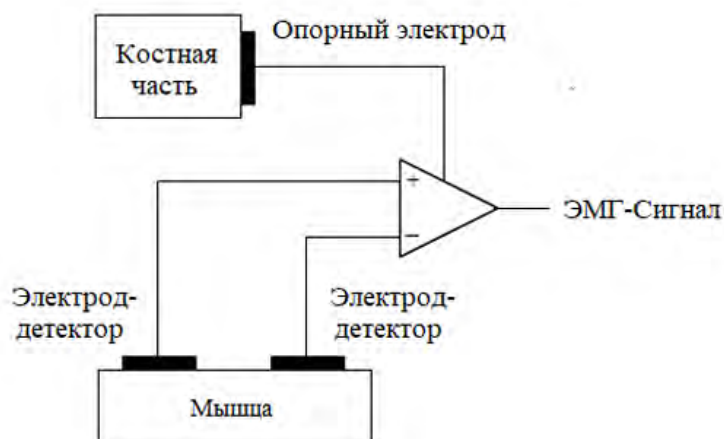 Опорный электрод
Костная
часть
+
−
ЭМГ-Сигнал
Электрод-
детектор
Электрод-
детектор
Мышца